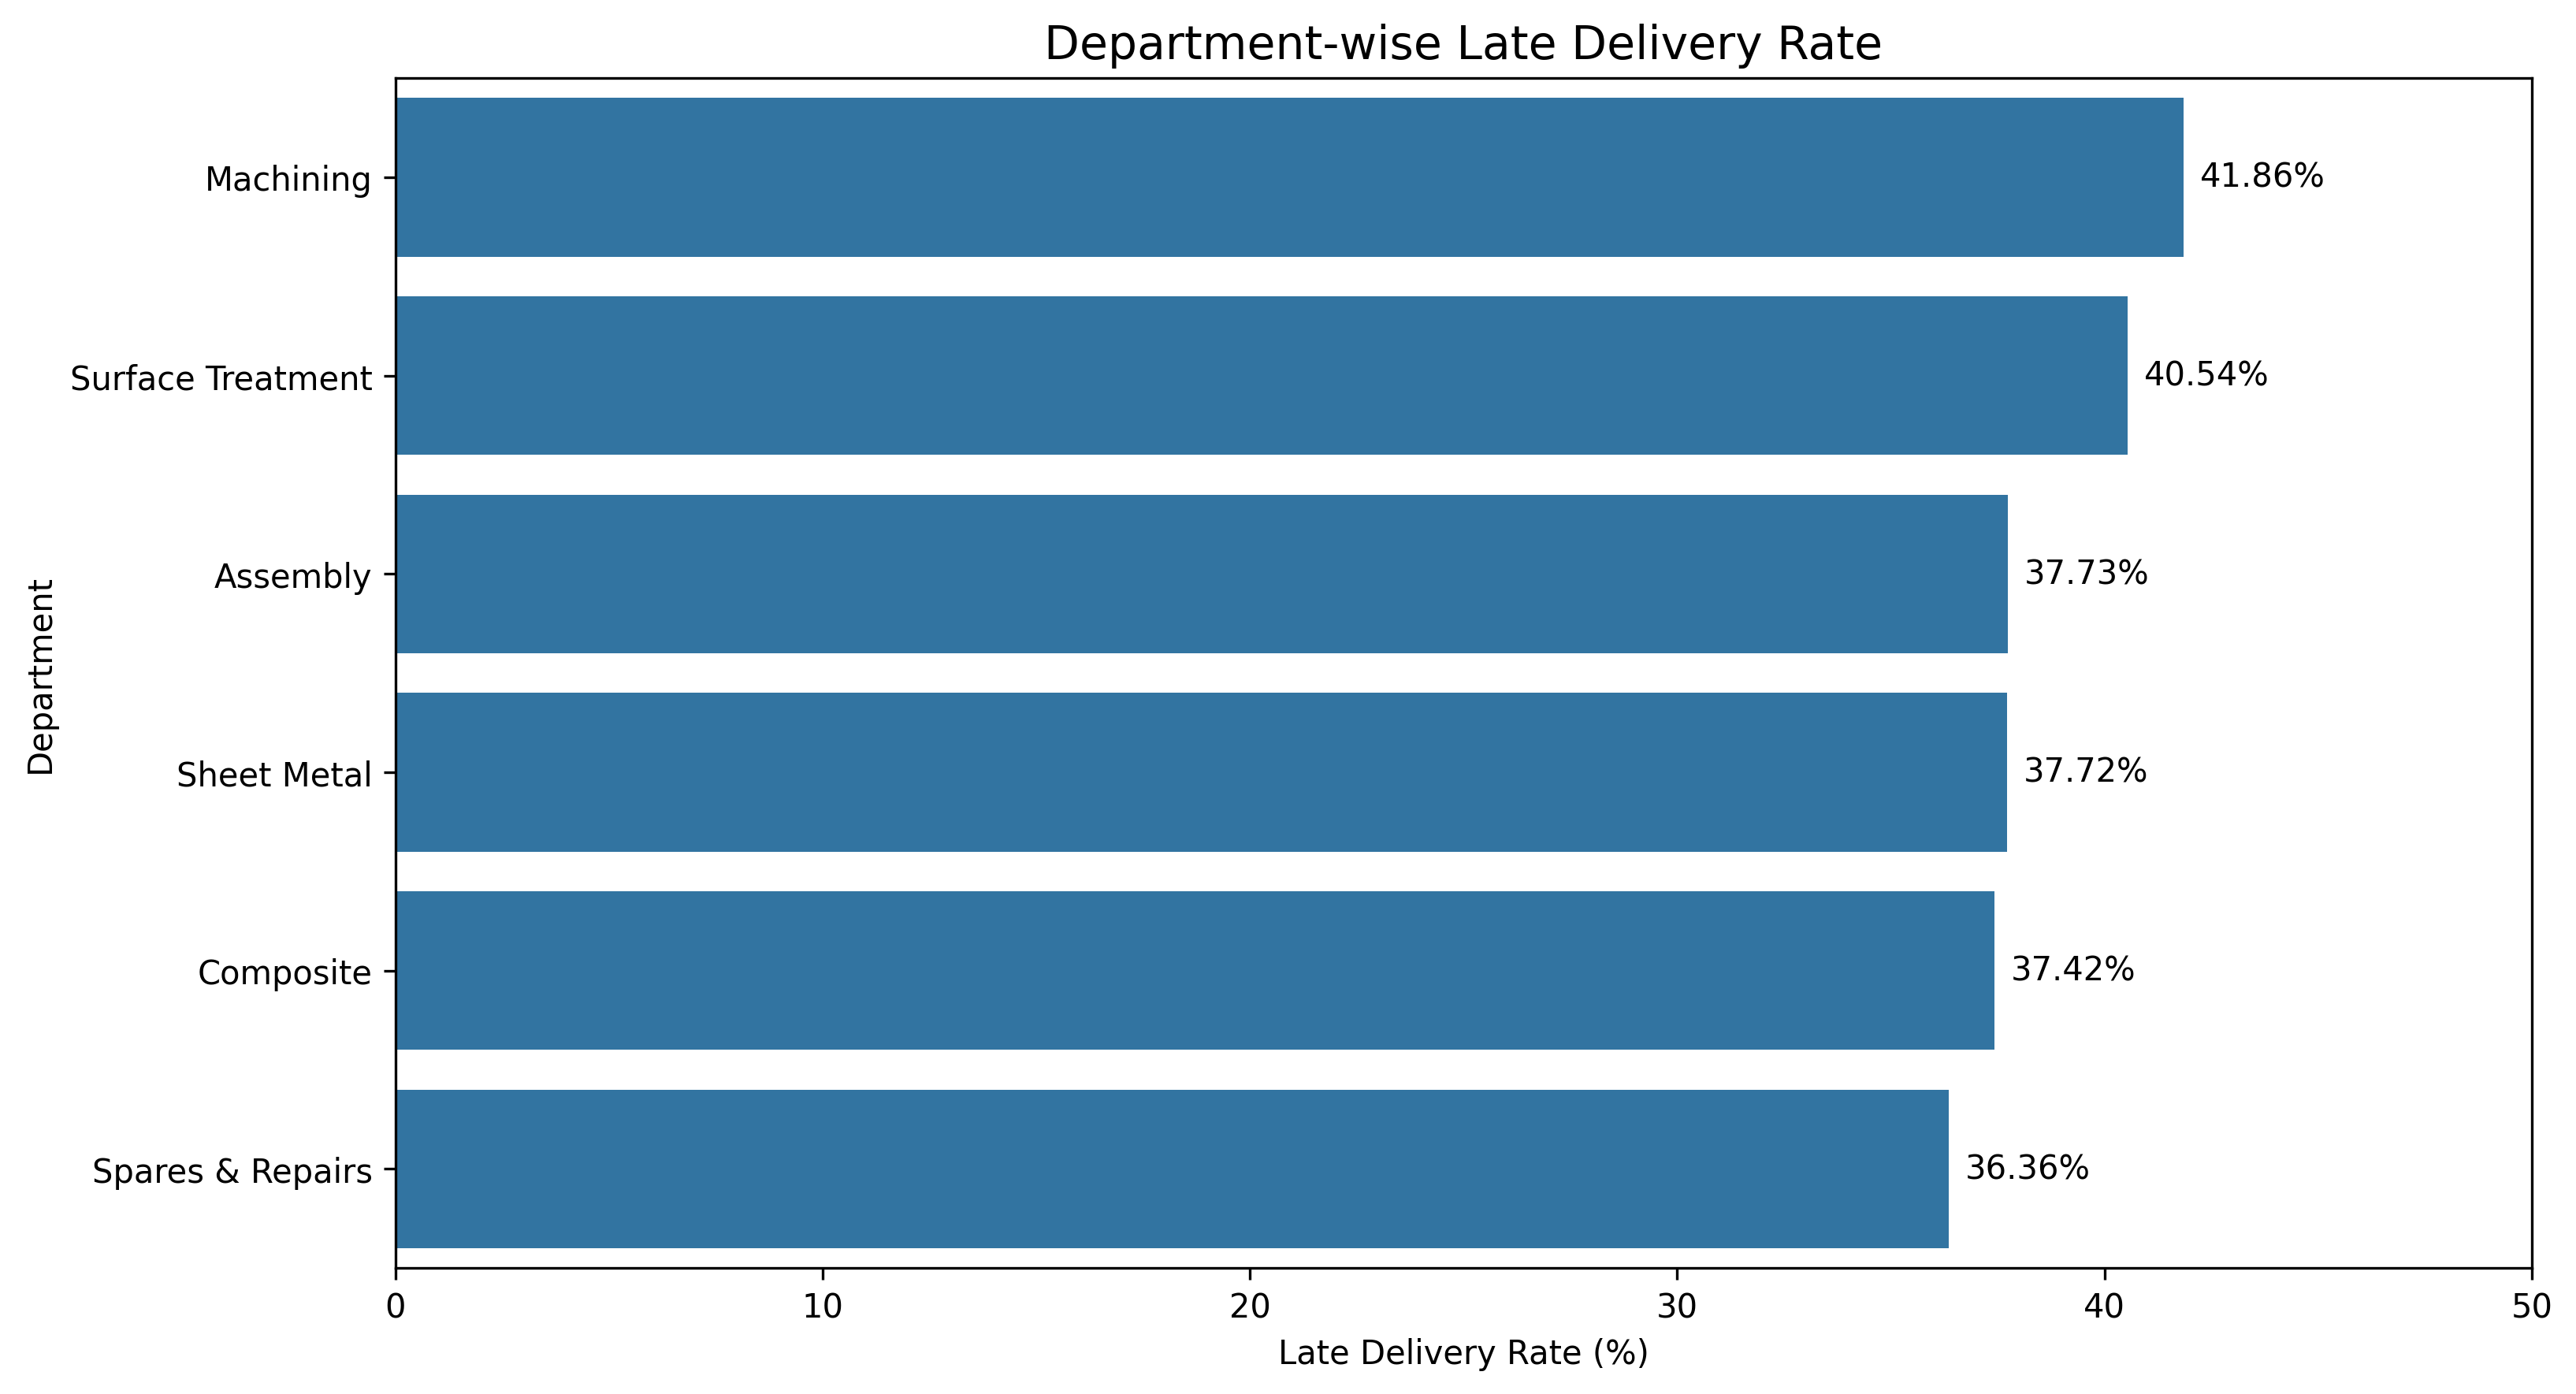 Department-wise Late Delivery Rate
Department
Machining
41.86%
Surface Treatment
40.54%
Assembly
37.73%
Sheet Metal
37.72%
Composite
37.42%
Spares & Repairs
36.36%
0 10 20 30 40 50
Late Delivery Rate (%)